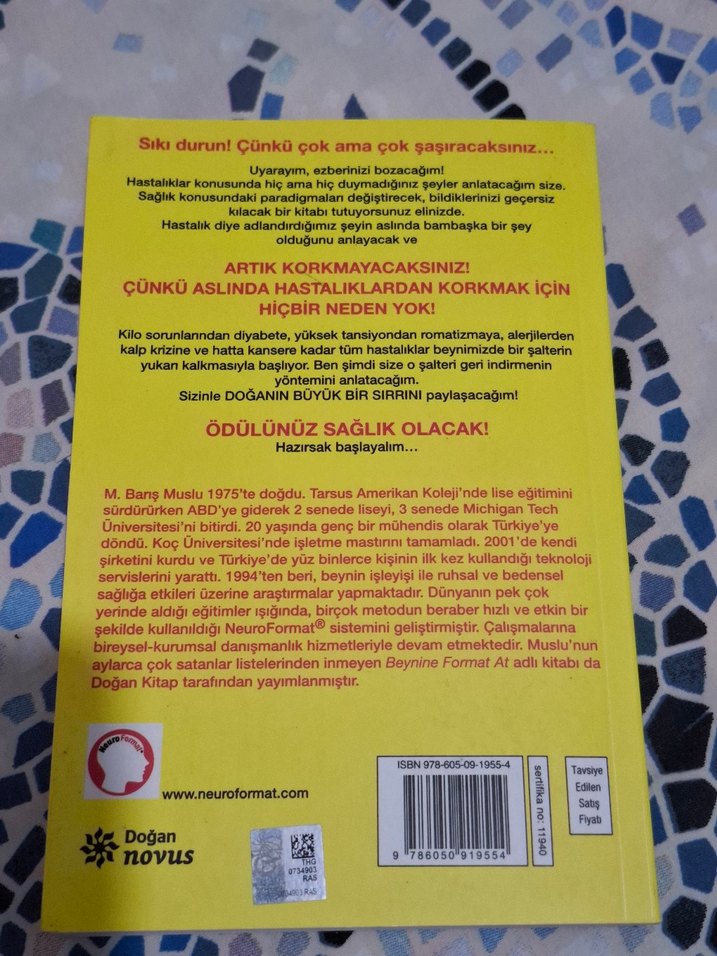 Sıkı durun! Çünkü çok ama çok şaşıracaksınız...
Uyarayım, ezberinizi bozacağım!
Hastalıklar konusunda hiç ama hiç duymadığınız şeyler anlatacağım size.
Sağlık konusundaki paradigmaları değiştirecek, bildiklerinizi geçersiz
kılacak bir kitabı tutuyorsunuz elinizde.
Hastalık diye adlandırdığımız şeyin aslında bambaşka bir şey
olduğunu anlayacak ve
ARTIK KORKMAYACAKSINIZ!
ÇÜNKÜ ASLINDA HASTALIKLARDAN KORKMAK İÇİN
HİÇBİR NEDEN YOK!
Kilo sorunlarından diyabete, yüksek tansiyondan romatizmaya, alerjilerden
kalp krizine ve hatta kansere kadar tüm hastalıklar beynimizde bir şalterin
yukarı kalkmasıyla başlıyor. Ben şimdi size o şalteri geri indirmenin
yöntemini anlatacağım.
Sizinle DOĞANIN BÜYÜK BİR SIRRINI paylaşacağım!
ÖDÜLÜNÜZ SAĞLIK OLACAK!
Hazırsak başlayalım...
M. Barış Muslu 1975'te doğdu. Tarsus Amerikan Koleji'nde lise eğitimini
sürdürürken ABD'ye giderek 2 senede liseyi, 3 senede Michigan Tech
Üniversitesi'ni bitirdi. 20 yaşında genç bir mühendis olarak Türkiye'ye
döndü. Koç Üniversitesi'nde işletme mastırını tamamladı. 2001'de kendi
şirketini kurdu ve Türkiye'de yüz binlerce kişinin ilk kez kullandığı teknoloji
servislerini yarattı. 1994'ten beri, beynin işleyişi ile ruhsal ve bedensel
sağlığa etkileri üzerine araştırmalar yapmaktadır. Dünyanın pek çok
yerinde aldığı eğitimler ışığında, birçok metodun beraber hızlı ve etkin bir
şekilde kullanıldığı NeuroFormat® sistemini geliştirmiştir. Çalışmalarına
bireysel-kurumsal danışmanlık hizmetleriyle devam etmektedir. Muslu'nun
aylarca çok satanlar listelerinden inmeyen Beynine Format At adlı kitabı da
Doğan Kitap tarafından yayımlanmıştır.
NeuroFormat
www.neuroformat.com
Doğan
novus
THG
0734903
RAS
0734903 RAS
ISBN 978-605-09-1955-4
9 786050 919554
sertifika no: 11940
Tavsiye
Edilen
Satış
Fiyatı